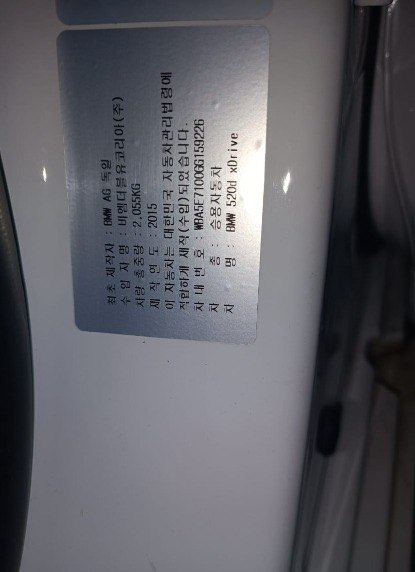 최초 제작사 : BMW AG 독일
수 입 자 명 : 비엠더블유코리아(주)
차량 총중량 : 2,055KG
제 작 연 도 : 2015
이 자동차는 대한민국 자동차관리법령에
적합하게 제작(수입)되었습니다.
차 내 번 호 : WBA5E7100GG159226
차 종 : 승용자동차
차 명 : BMW 520d xDrive